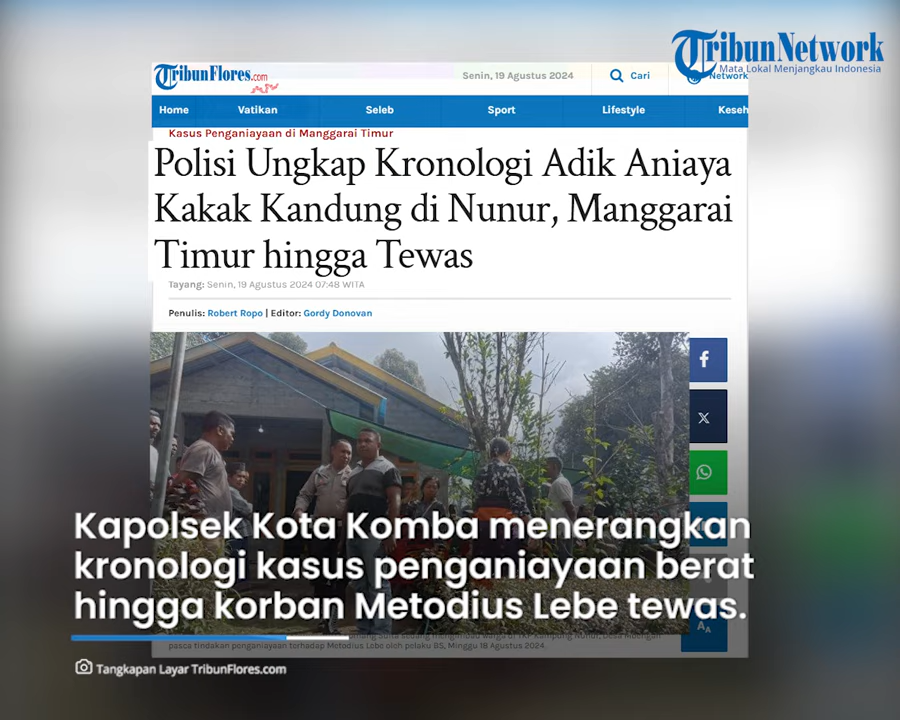 TribunNetwork
Mata Lokal Menjangkau Indonesia
TribunFlores.com
Senin, 19 Agustus 2024
Cari
Network
Home Vatikan Seleb Sport Lifestyle Keseh
Kasus Penganiayaan di Manggarai Timur
Polisi Ungkap Kronologi Adik Aniaya
Kakak Kandung di Nunur, Manggarai
Timur hingga Tewas
Tayang: Senin, 19 Agustus 2024 07:48 WITA
Penulis: Robert Ropo | Editor: Gordy Donovan
Kapolsek Kota Komba menerangkan
kronologi kasus penganiayaan berat
hingga korban Metodius Lebe tewas.
pasca tindakan penganiayaan terhadap Metodius Lebe oleh pelaku BS, Minggu 18 Agustus 2024.
AA
Tangkapan Layar TribunFlores.com